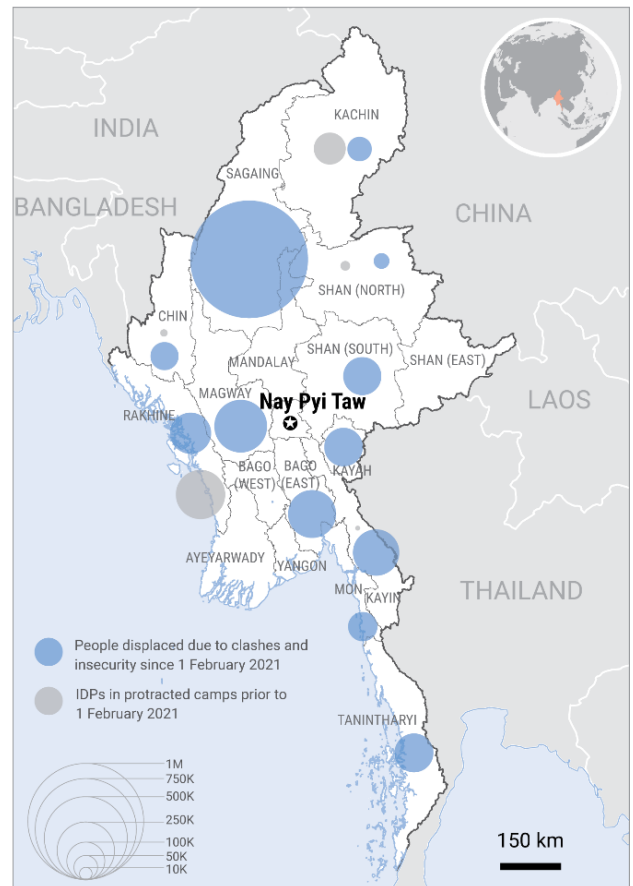 KACHIN
INDIA
SAGAING
BANGLADESH
CHINA
SHAN (NORTH)
CHIN
SHAN (SOUTH)
MANDALAY
SHAN (EAST)
MAGWAY
Nay Pyi Taw
LAOS
RAKHINE
BAGO
(WEST)
BAGO
(EAST)
KAYAH
AYEYARWADY
YANGON
MON
KAYIN
THAILAND
People displaced due to clashes and
insecurity since 1 February 2021
IDPs in protracted camps prior to
1 February 2021
TANINTHARYI
1M
750K
500K
250K
100K
50K
10K
150 km